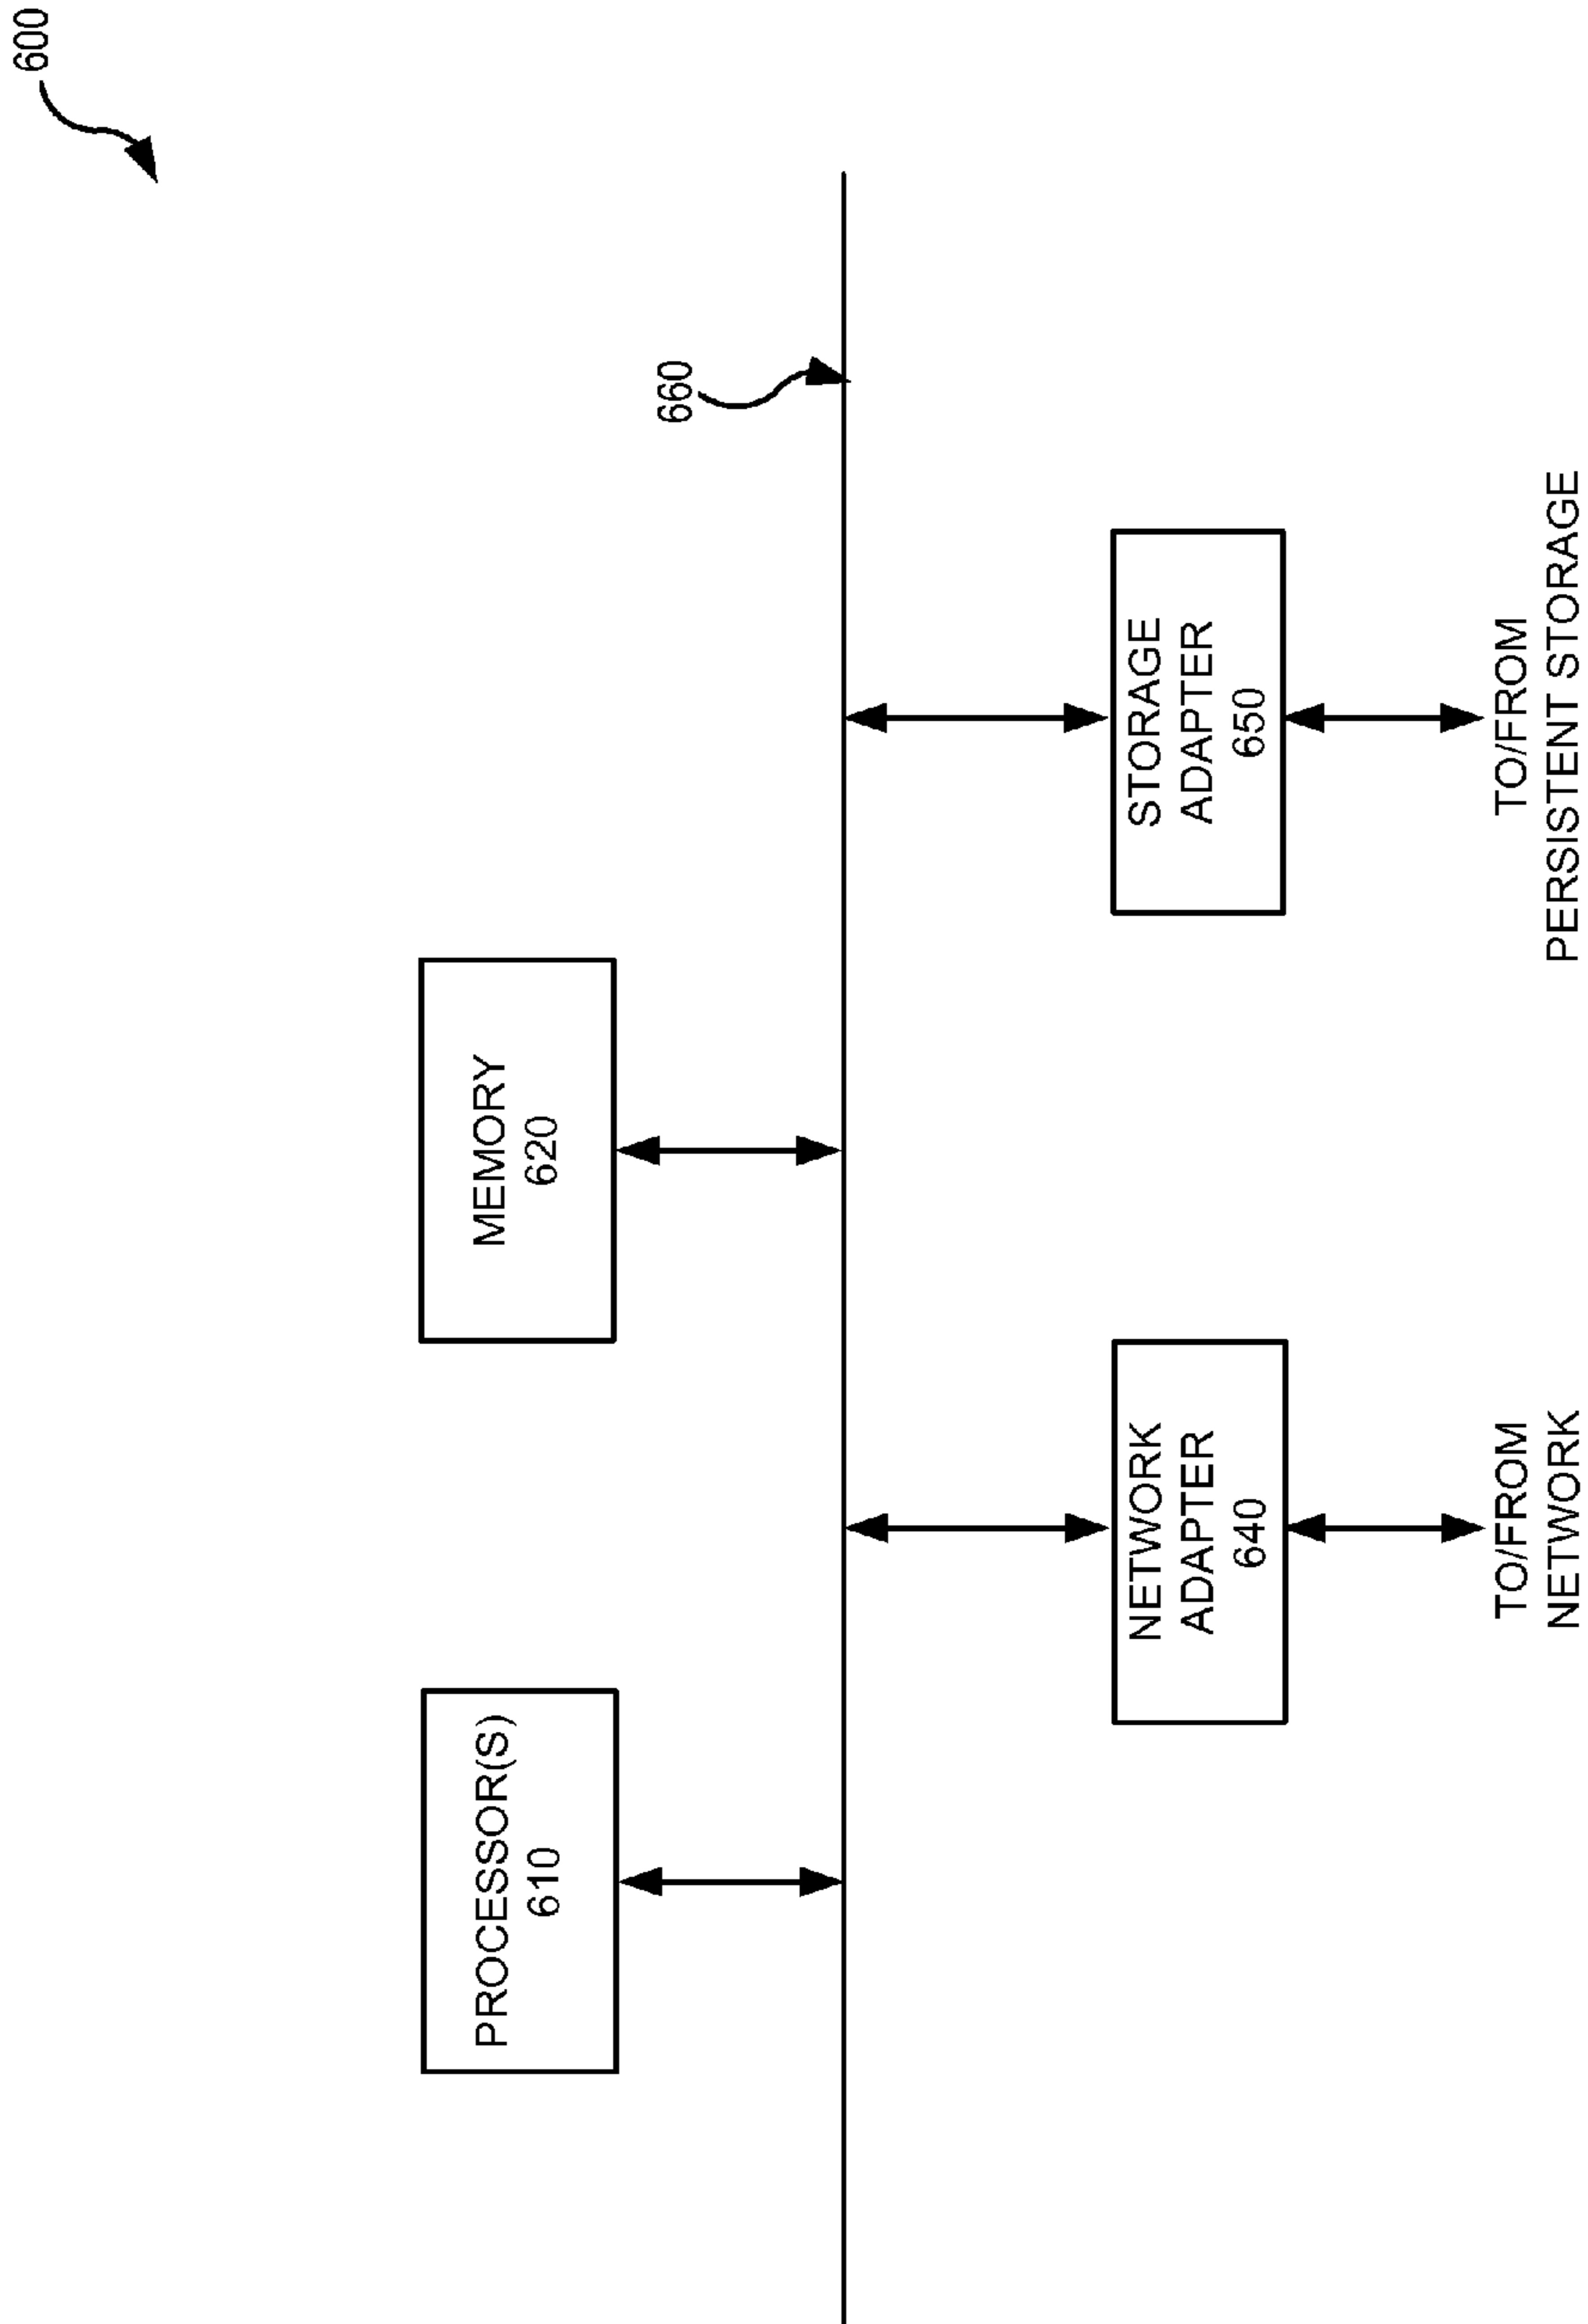 600
PROCESSOR(S)
610
MEMORY
620
660
NETWORK
ADAPTER
640
STORAGE
ADAPTER
650
TO/FROM
NETWORK
TO/FROM
PERSISTENT STORAGE